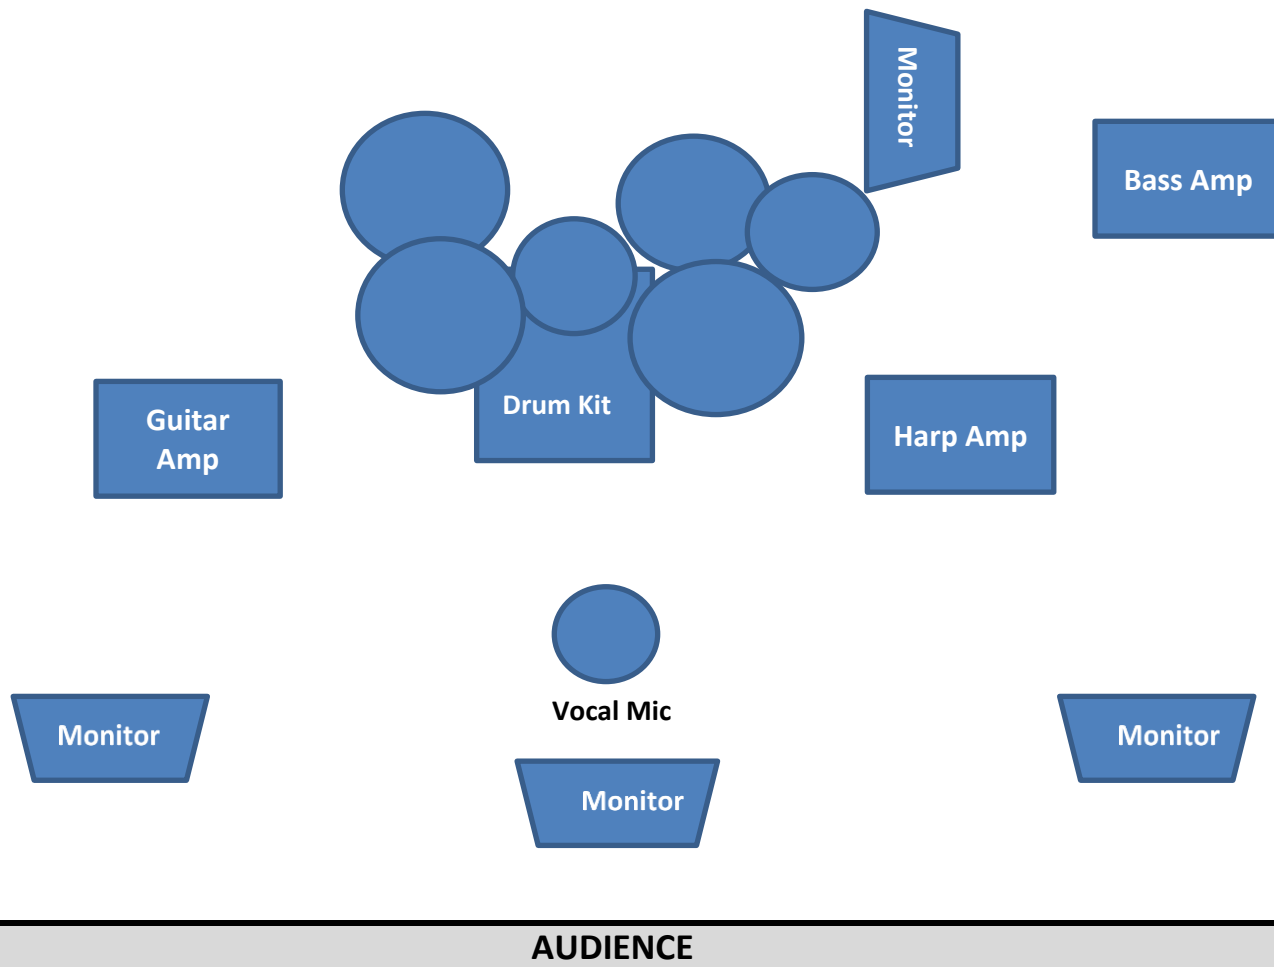 Monitor
Bass Amp
Drum Kit
Guitar
Amp
Harp Amp
Vocal Mic
Monitor
Monitor
Monitor
AUDIENCE